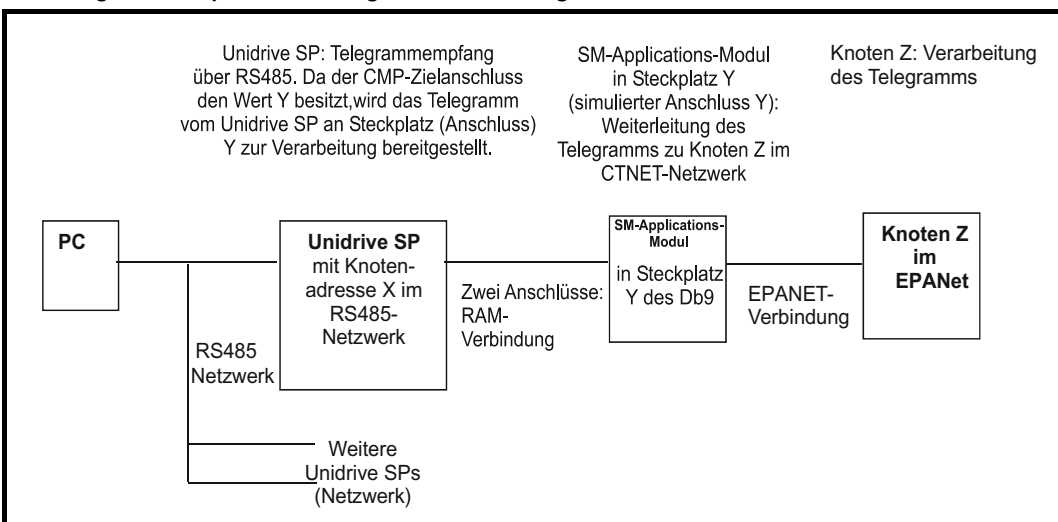 Unidrive SP: Telegrammempfang
über RS485. Da der CMP-Zielanschluss
den Wert Y besitzt,wird das Telegramm
vom Unidrive SP an Steckplatz (Anschluss)
Y zur Verarbeitung bereitgestellt.
SM-Applications-Modul
in Steckplatz Y
(simulierter Anschluss Y):
Weiterleitung des
Telegramms zu Knoten Z im
CTNET-Netzwerk
Knoten Z: Verarbeitung
des Telegramms
PC
Unidrive SP
mit Knoten-
adresse X im
RS485-
Netzwerk
Zwei Anschlüsse:
RAM-
Verbindung
SM-Applications-
Modul
in Steckplatz
Y des Db9
EPANET-
Verbindung
Knoten Z
im
EPANet
RS485
Netzwerk
Weitere
Unidrive SPs
(Netzwerk)